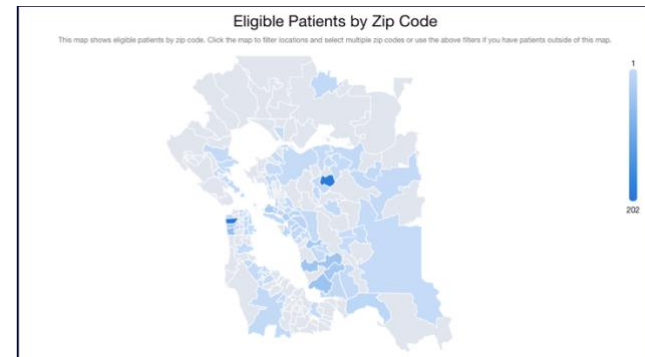 Eligible Patients by Zip Code
This map shows eligible patients by zip code. Click the map to filter locations and select multiple zip codes or use the above filters if you have patients outside of this map.
1
202